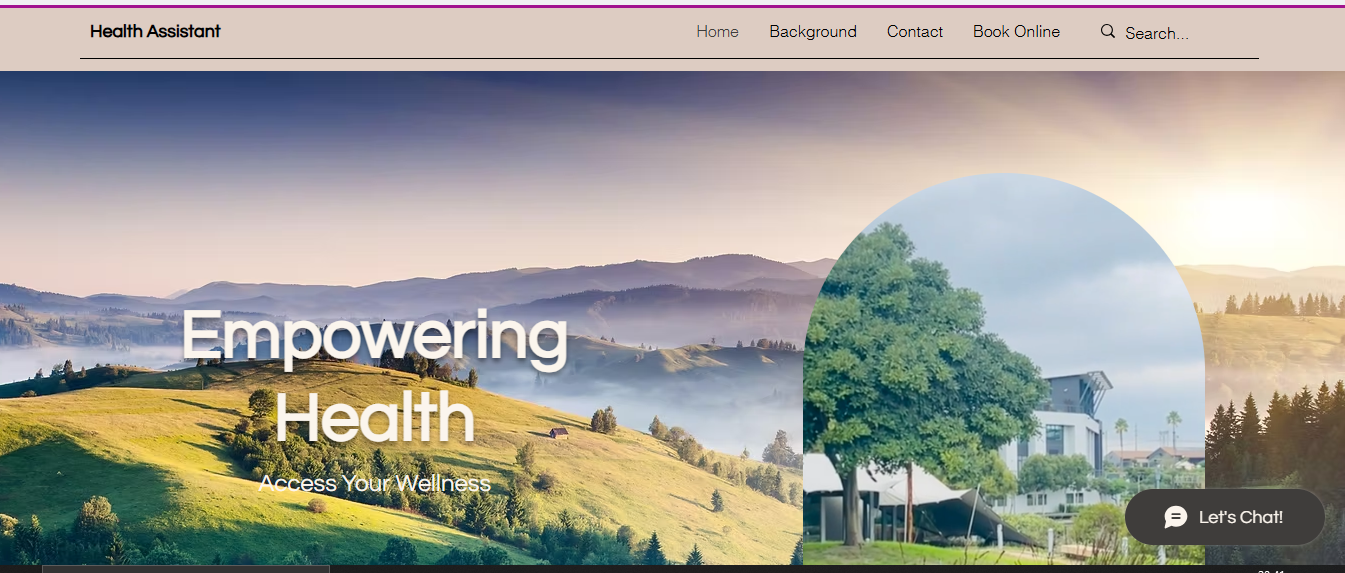 Health Assistant
Home Background Contact Book Online Search...
Empowering
Health
Access Your Wellness
Let's Chat!